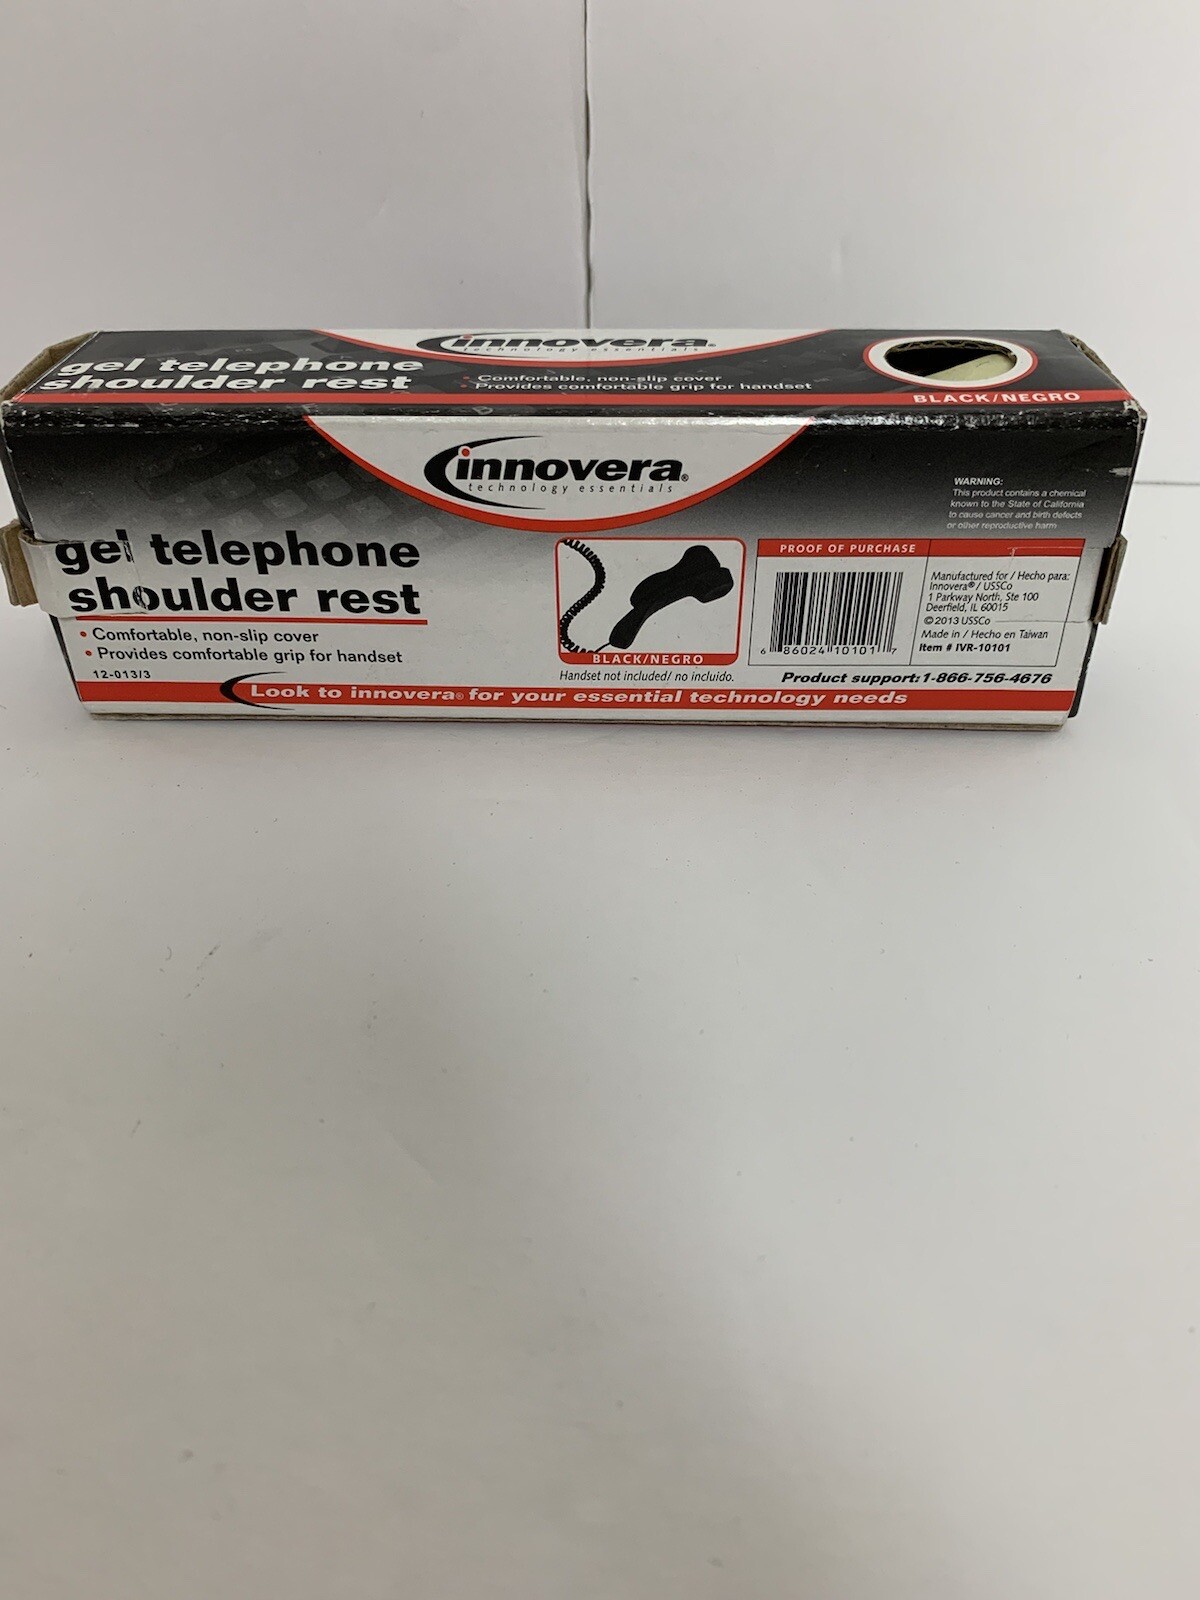 innovera®
technology essentials
gel telephone
shoulder rest
• Comfortable, non-slip cover
• Provides comfortable grip for handset
BLACK/NEGRO
innovera®
technology essentials
WARNING:
This product contains a chemical
known to the State of California
to cause cancer and birth defects
or other reproductive harm
gel telephone
shoulder rest
• Comfortable, non-slip cover
• Provides comfortable grip for handset
12-013/3
BLACK/NEGRO
Handset not included/ no incluido.
PROOF OF PURCHASE
6 86024 10101 7
Manufactured for / Hecho para:
Innovera® / USSCo
1 Parkway North, Ste 100
Deerfield, IL 60015
©2013 USSCo
Made in / Hecho en Taiwan
Item # IVR-10101
Product support:1-866-756-4676
Look to innovera® for your essential technology needs